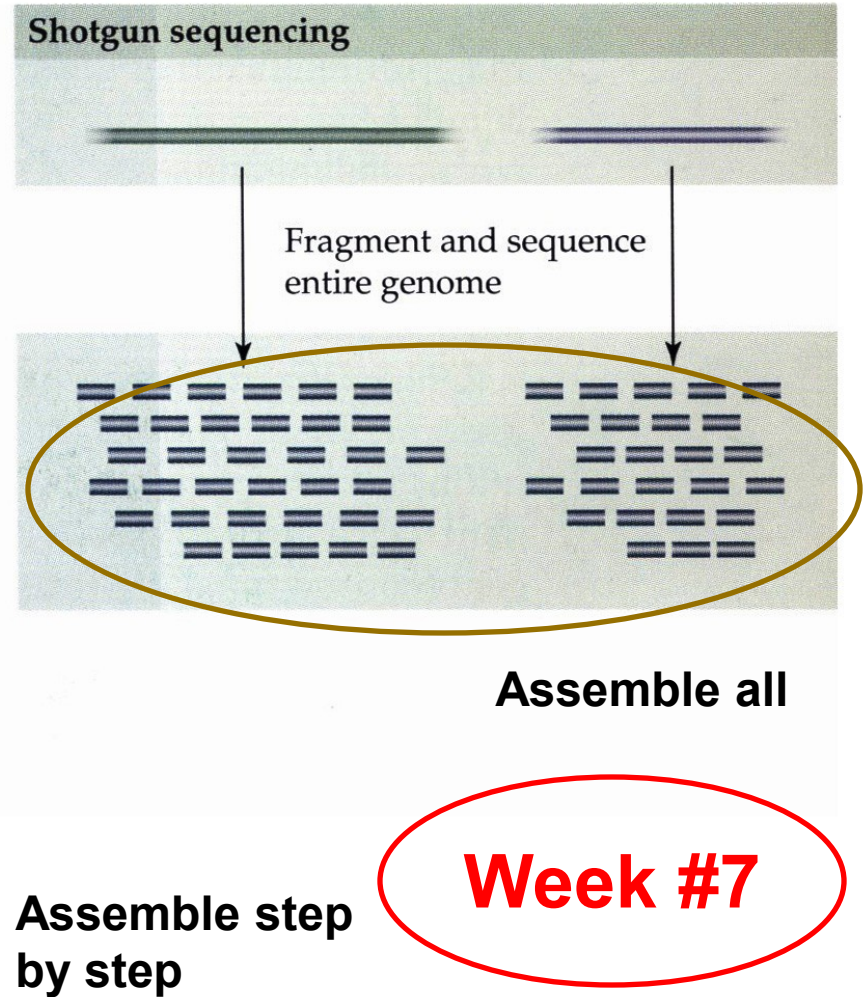 Shotgun sequencing
Fragment and sequence
entire genome
Assemble all
Week #7
Assemble step
by step